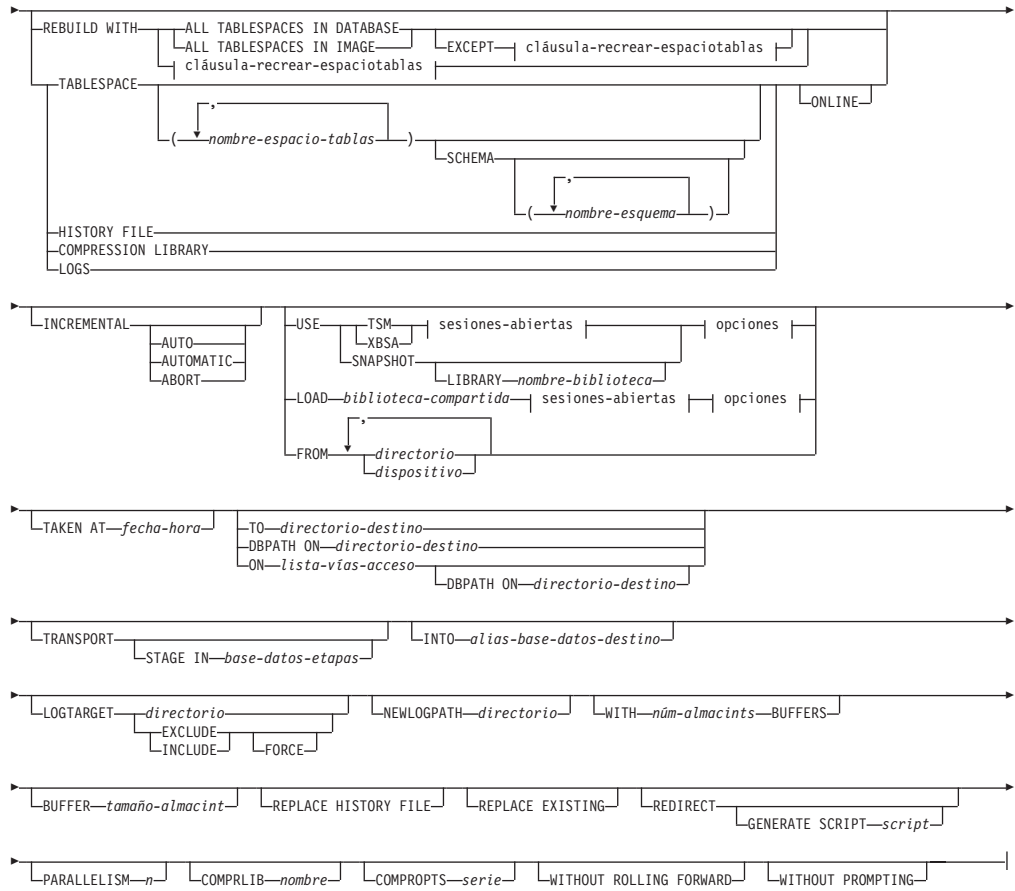 REBUILD WITH ALL TABLESPACES IN DATABASE
ALL TABLESPACES IN IMAGE EXCEPT cláusula-recrear-espaciotablas
cláusula-recrear-espaciotablas
TABLESPACE
, ONLINE
( nombre-espacio-tablas )
SCHEMA
,
( nombre-esquema )
HISTORY FILE
COMPRESSION LIBRARY
LOGS
INCREMENTAL USE TSM sesiones-abiertas opciones
AUTO XBSA
AUTOMATIC SNAPSHOT
ABORT LIBRARY nombre-biblioteca
LOAD biblioteca-compartida sesiones-abiertas opciones
,
FROM directorio
dispositivo
TAKEN AT fecha-hora TO directorio-destino
DBPATH ON directorio-destino
ON lista-vías-acceso
DBPATH ON directorio-destino
TRANSPORT INTO alias-base-datos-destino
STAGE IN base-datos-etapas
LOGTARGET directorio NEWLOGPATH directorio WITH núm-almacints BUFFERS
EXCLUDE
INCLUDE FORCE
BUFFER tamaño-almacint REPLACE HISTORY FILE REPLACE EXISTING REDIRECT
GENERATE SCRIPT script
PARALLELISM n COMPRLIB nombre COMPROPTS serie WITHOUT ROLLING FORWARD WITHOUT PROMPTING